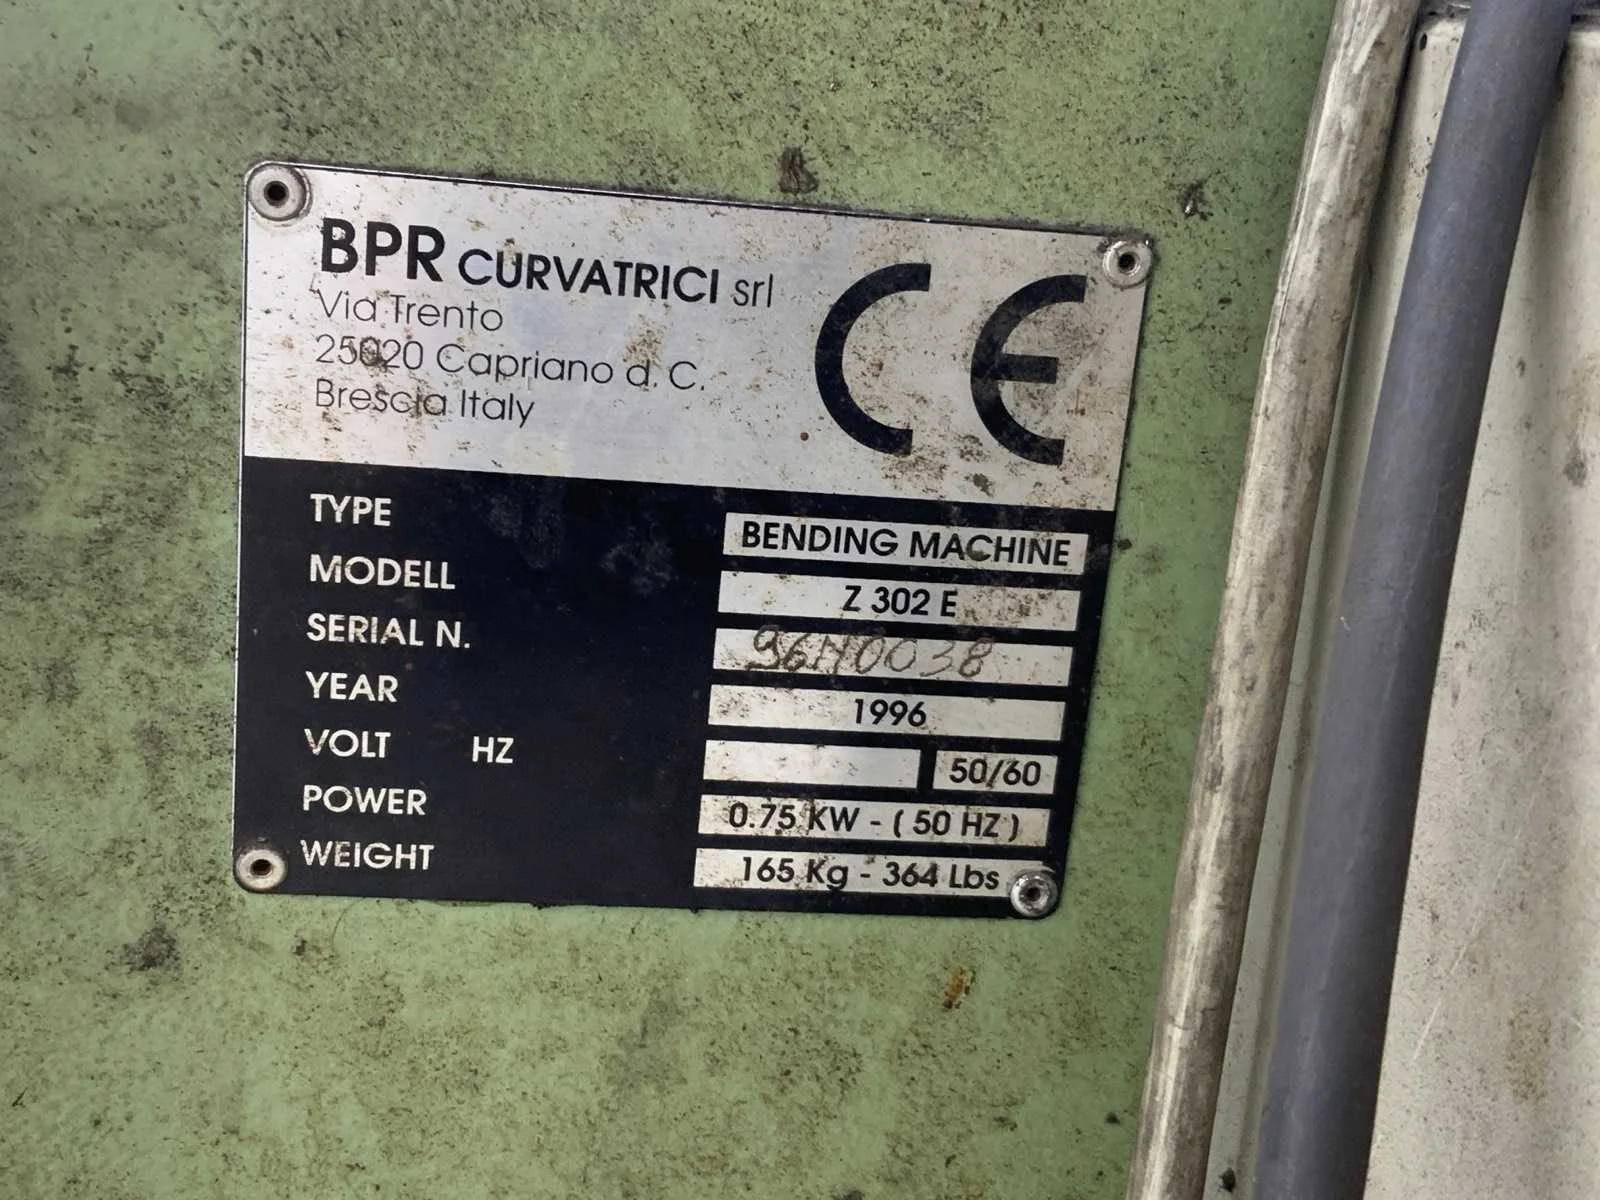 BPR CURVATRICI srl
Via Trento
25020 Capriano d. C.
Brescia Italy
CE
TYPE BENDING MACHINE
MODELL Z 302 E
SERIAL N.
YEAR 1996
VOLT HZ 50/60
POWER 0.75 KW - ( 50 HZ )
WEIGHT 165 Kg - 364 Lbs